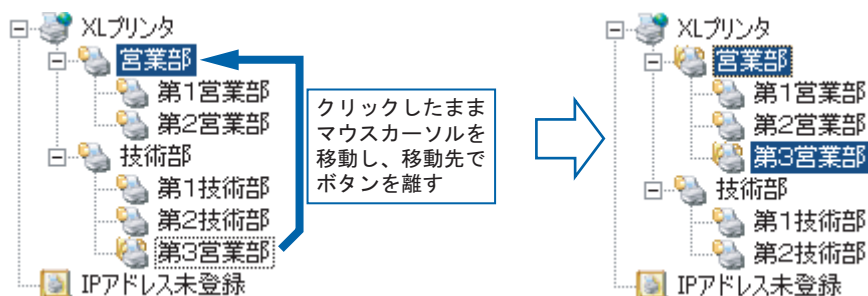 XLプリンタ
営業部
第1営業部
第2営業部
技術部
第1技術部
第2技術部
第3営業部
IPアドレス未登録
クリックしたまま
マウスカーソルを
移動し、移動先で
ボタンを離す
XLプリンタ
営業部
第1営業部
第2営業部
第3営業部
技術部
第1技術部
第2技術部
IPアドレス未登録